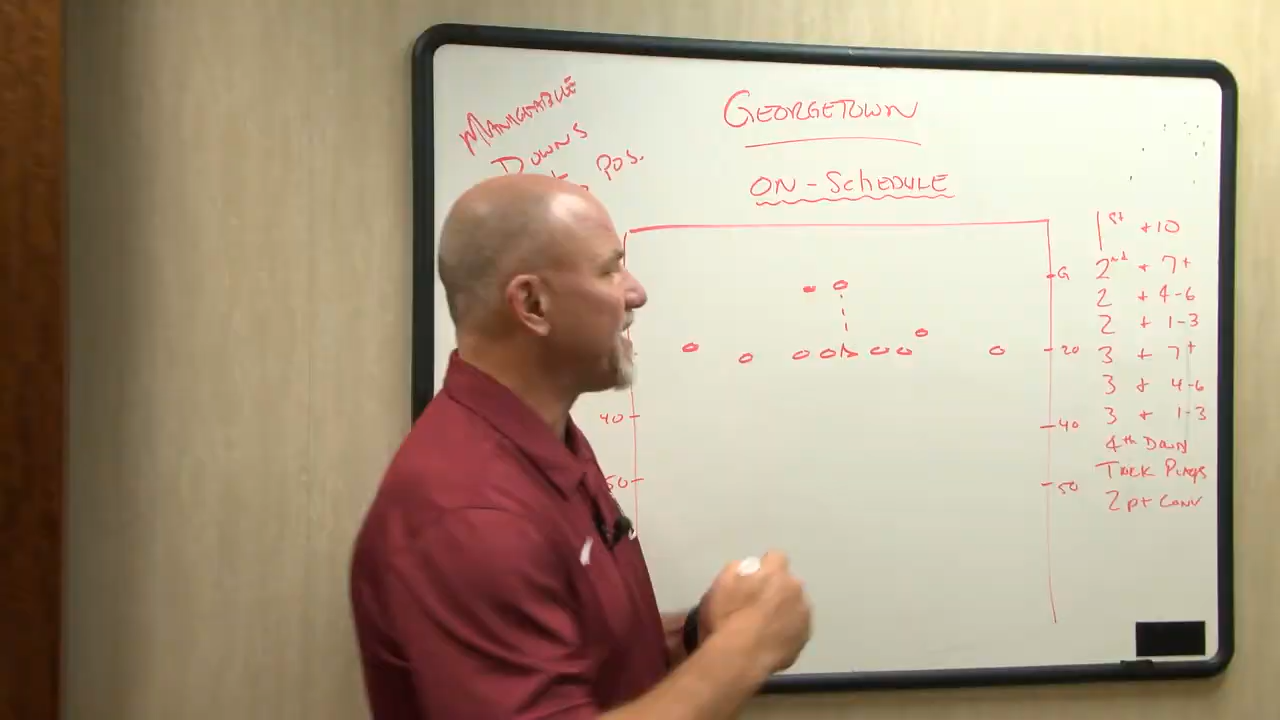 MANAGEABLE
DOWNS
POS.
GEORGETOWN
ON-SCHEDULE
1st + 10
2nd + 7+
2 + 4-6
2 + 1-3
3 + 7+
3 + 4-6
3 + 1-3
4th DOWN
TRICK PLAYS
2 pt CONV
G
20
40
50
40
50